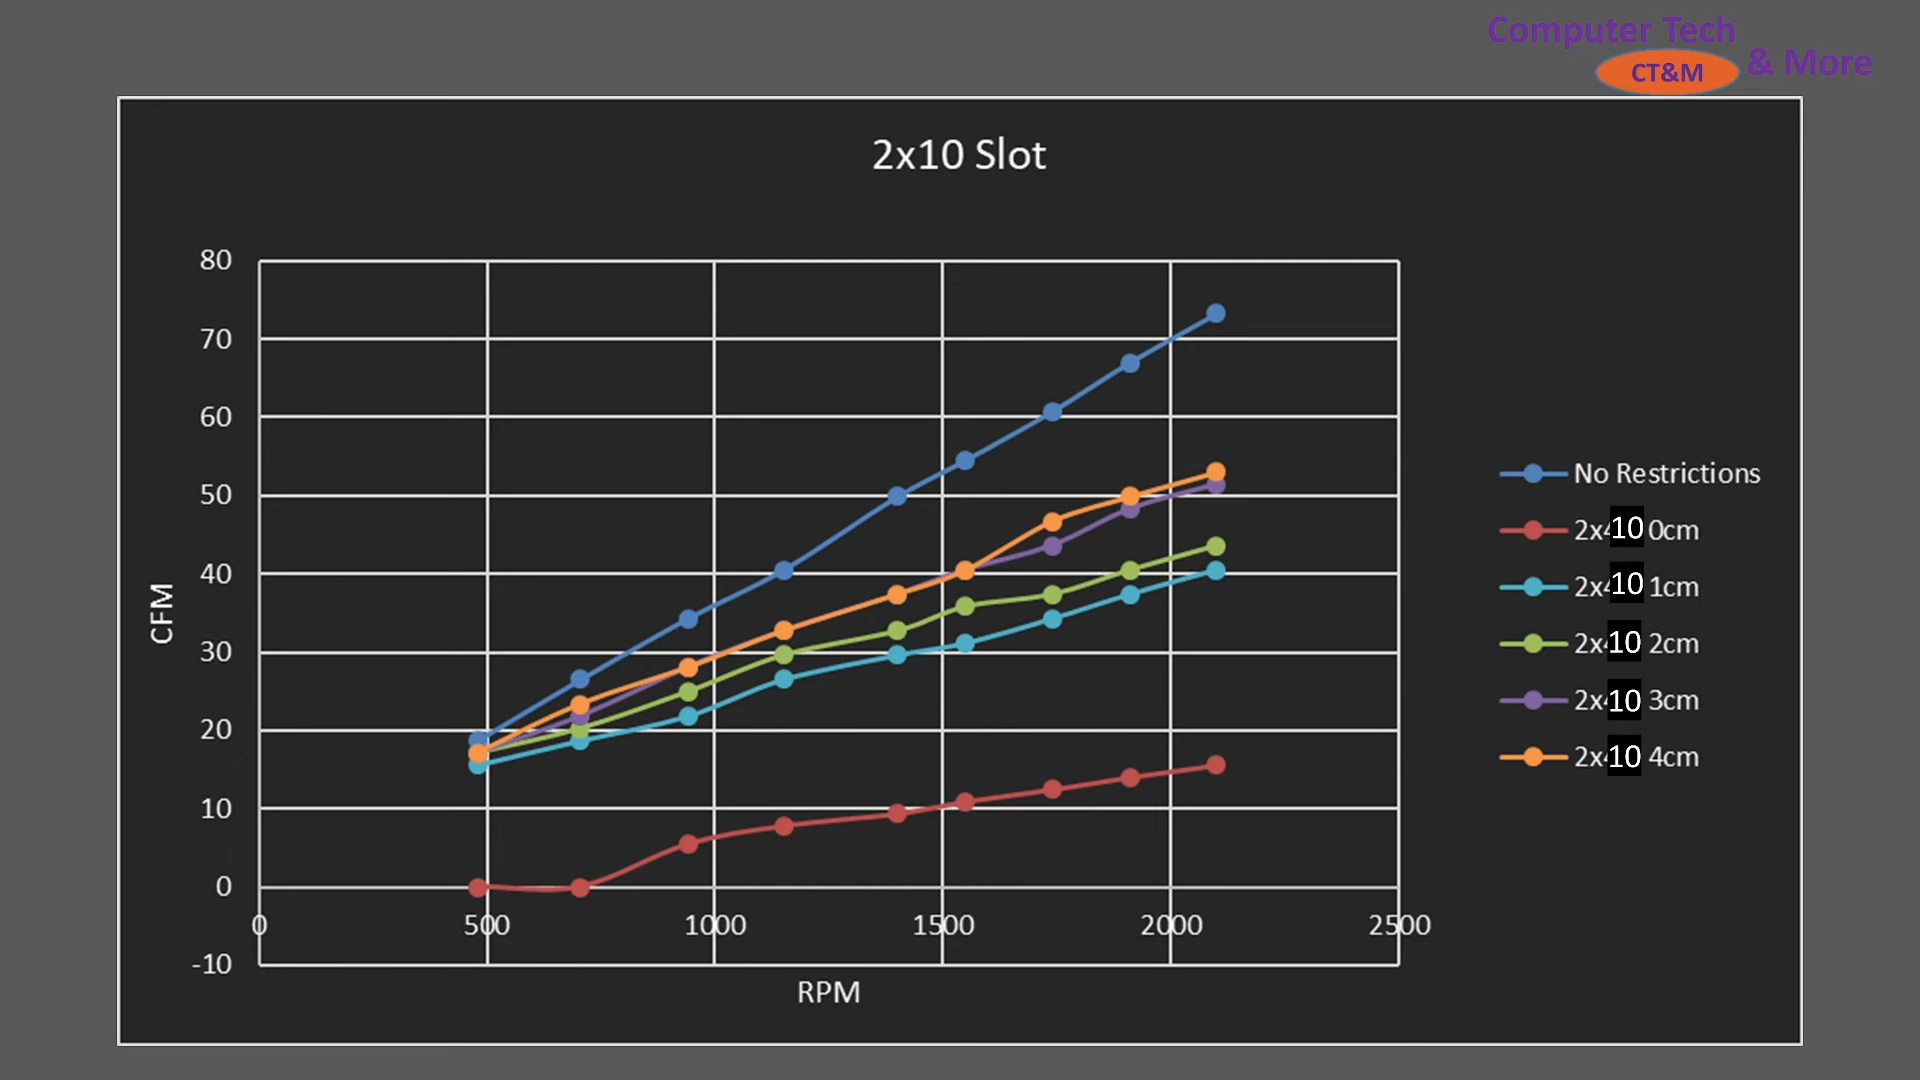 Computer Tech
& More
CT&M
2x10 Slot
80
70
60
50
40
30
20
10
0
-10
CFM
0 500 1000 1500 2000 2500
RPM
No Restrictions
2x10 0cm
2x10 1cm
2x10 2cm
2x10 3cm
2x10 4cm